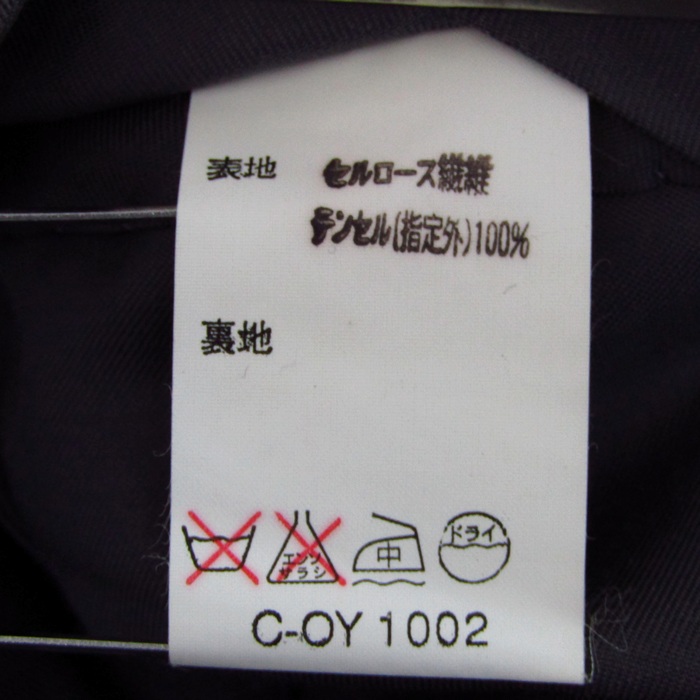 表地 セルロース繊維
テンセル(指定外)100%
裏地
エンソ
サラシ
中
ドライ
C-OY 1002